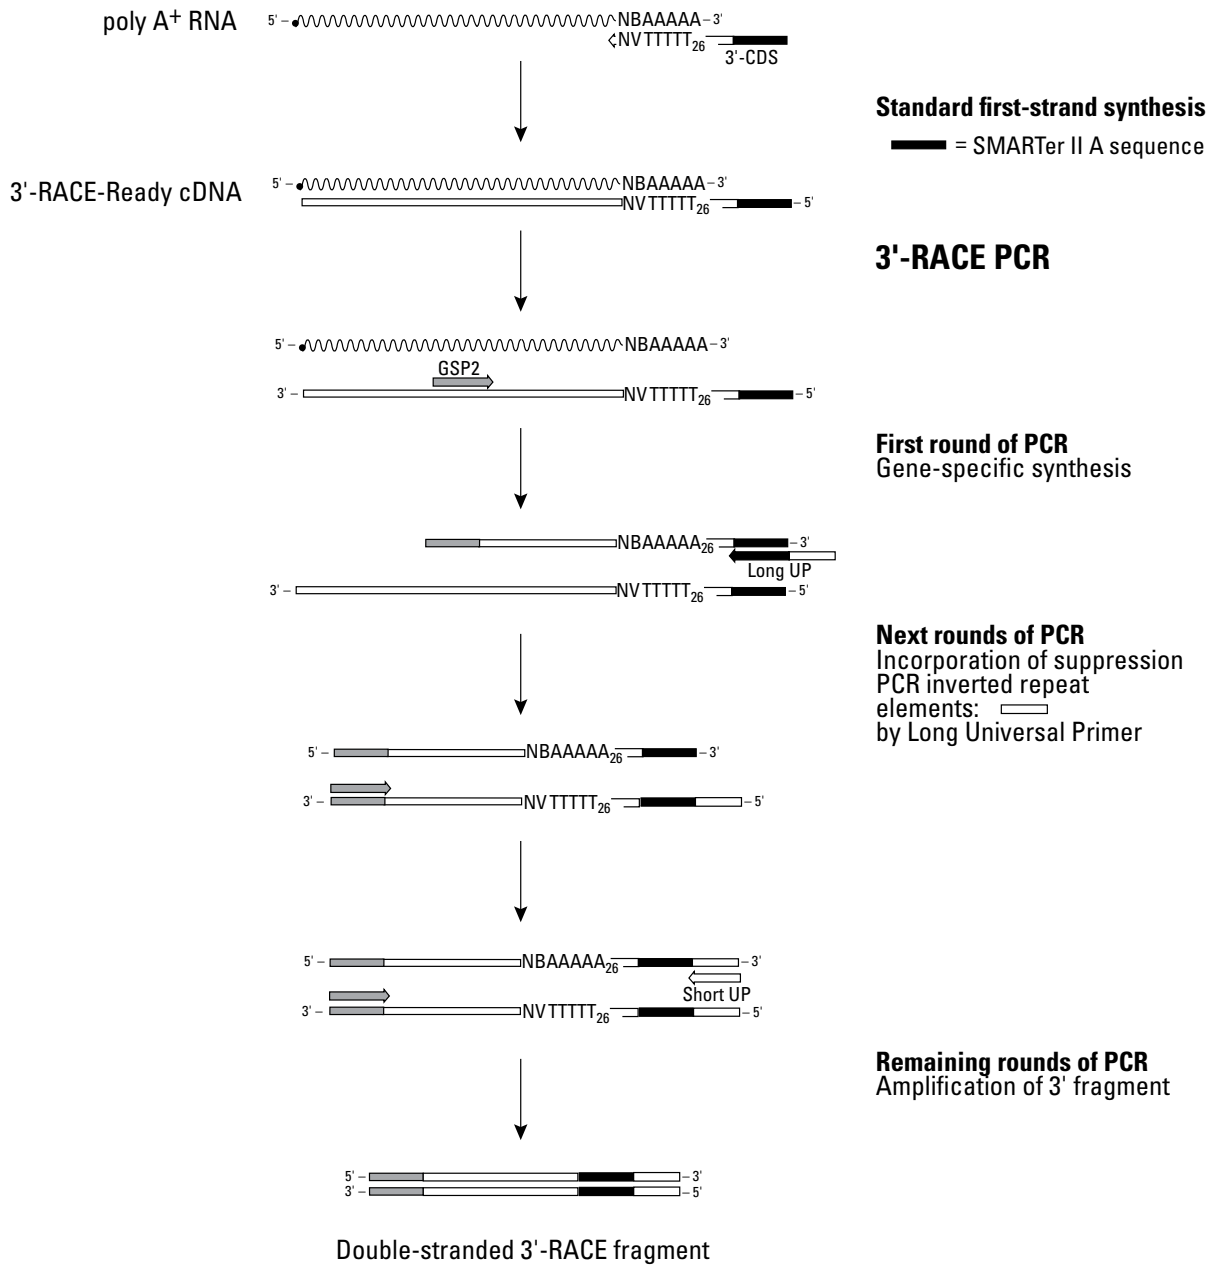 poly A+ RNA
5' – NBAAAAA – 3'
NVTTTTT26
3'-CDS
Standard first-strand synthesis
= SMARTer II A sequence
3'-RACE-Ready cDNA
5' – NBAAAAA – 3'
NVTTTTT26 – 5'
3'-RACE PCR
5' – NBAAAAA – 3'
GSP2
3' – NVTTTTT26 – 5'
First round of PCR
Gene-specific synthesis
NBAAAAA26 – 3'
Long UP
3' – NVTTTTT26 – 5'
Next rounds of PCR
Incorporation of suppression
PCR inverted repeat
elements:
by Long Universal Primer
5' – NBAAAAA26 – 3'
3' – NVTTTTT26 – 5'
5' – NBAAAAA26 – 3'
Short UP
3' – NVTTTTT26 – 5'
Remaining rounds of PCR
Amplification of 3' fragment
5' – – 3'
3' – – 5'
Double-stranded 3'-RACE fragment